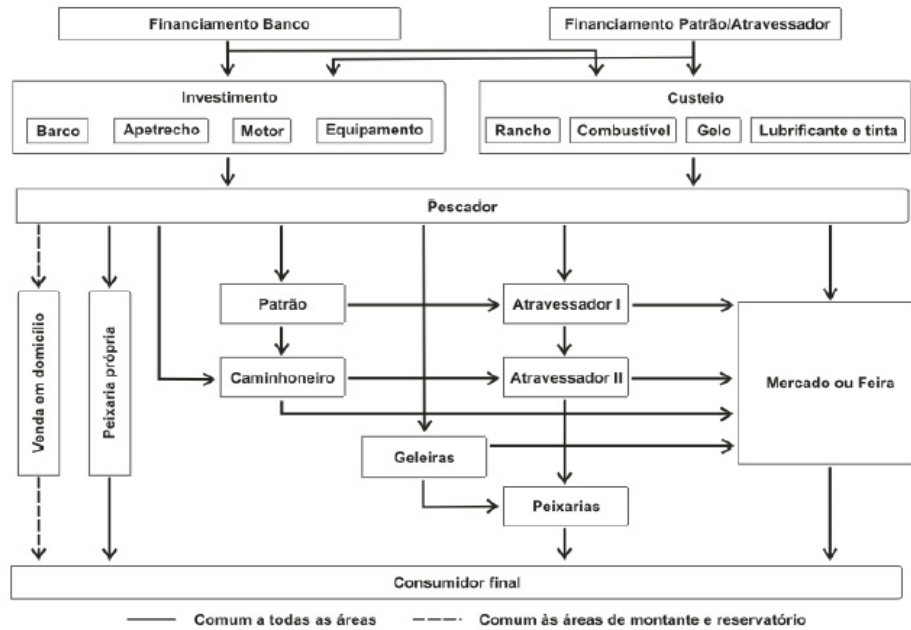 Financiamento Banco
Financiamento Patrão/Atravessador
Investimento
Barco
Apetrecho
Motor
Equipamento
Custeio
Rancho
Combustível
Gelo
Lubrificante e tinta
Pescador
Venda em domicílio
Peixaria própria
Patrão
Atravessador I
Caminhoneiro
Atravessador II
Mercado ou Feira
Geleiras
Peixarias
Consumidor final
Comum a todas as áreas
Comum às áreas de montante e reservatório